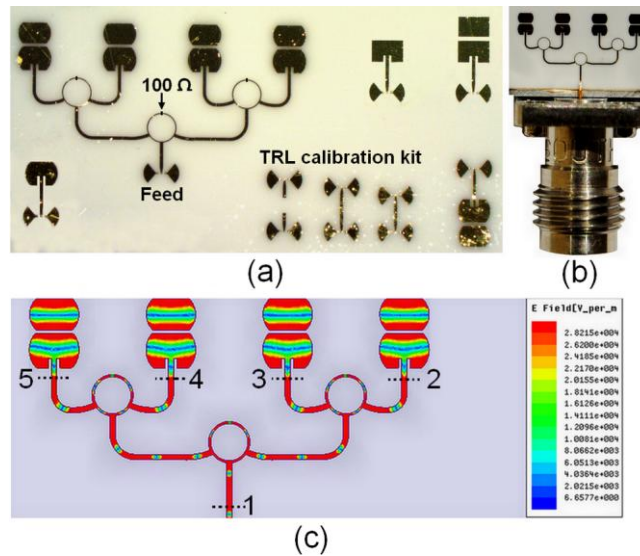 100 Ω
TRL calibration kit
Feed
(a)
(b)
E Field[V_per_m
2.8215e+004
2.6200e+004
2.4185e+004
2.2170e+004
2.0155e+004
1.8141e+004
1.6126e+004
1.4111e+004
1.2096e+004
1.0081e+004
8.0662e+003
6.0513e+003
4.0364e+003
2.0215e+003
6.6577e+000
5
4
3
2
1
(c)